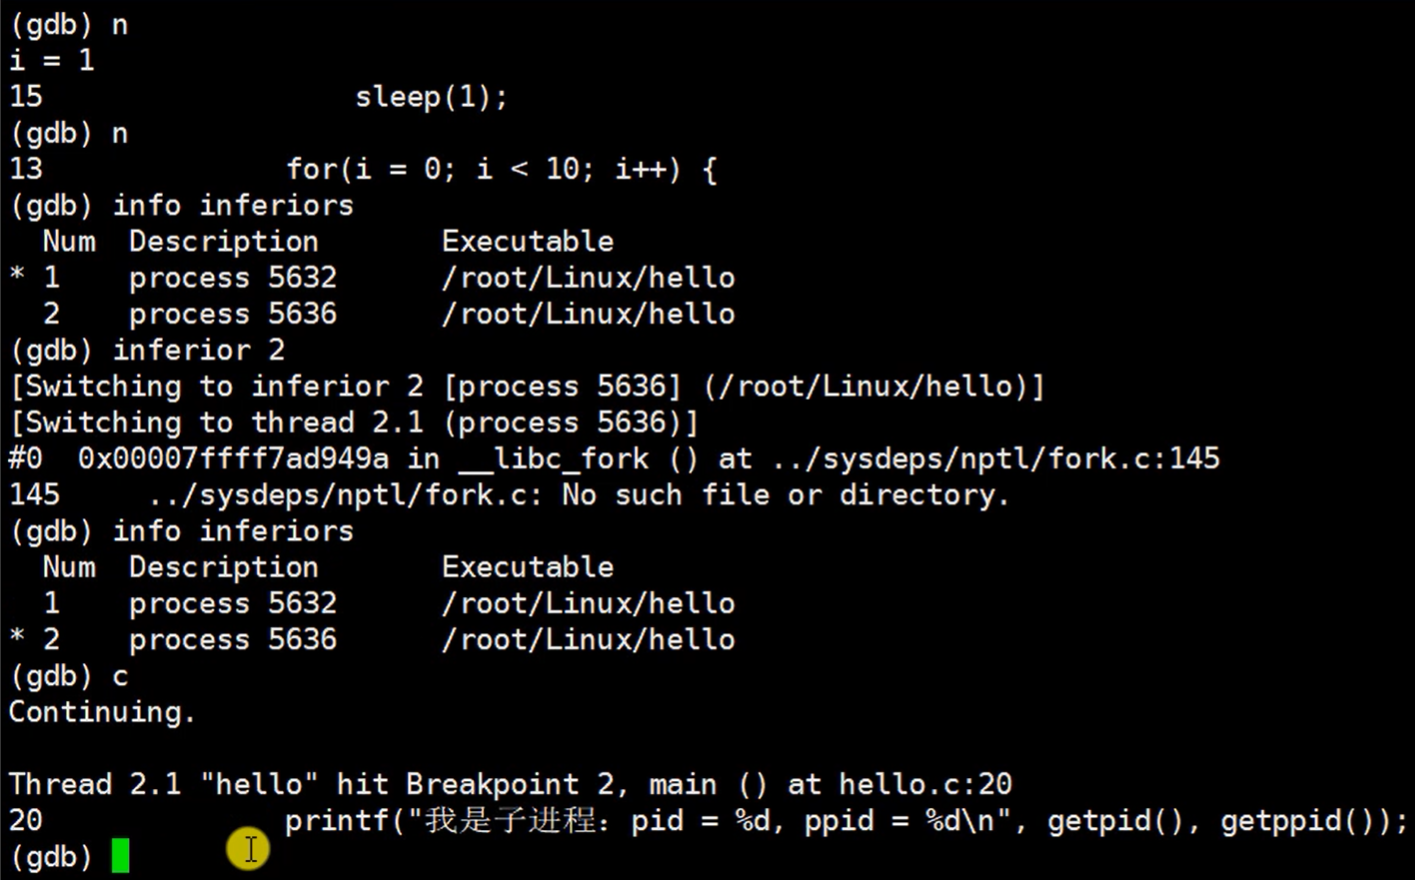 (gdb) n
i = 1
15                  sleep(1);
(gdb) n
13              for(i = 0; i < 10; i++) {
(gdb) info inferiors
  Num  Description       Executable
* 1    process 5632      /root/Linux/hello
  2    process 5636      /root/Linux/hello
(gdb) inferior 2
[Switching to inferior 2 [process 5636] (/root/Linux/hello)]
[Switching to thread 2.1 (process 5636)]
#0  0x00007ffff7ad949a in __libc_fork () at ../sysdeps/nptl/fork.c:145
145     ../sysdeps/nptl/fork.c: No such file or directory.
(gdb) info inferiors
  Num  Description       Executable
  1    process 5632      /root/Linux/hello
* 2    process 5636      /root/Linux/hello
(gdb) c
Continuing.
Thread 2.1 "hello" hit Breakpoint 2, main () at hello.c:20
20              printf("我是子进程：pid = %d, ppid = %d\n", getpid(), getppid());
(gdb)